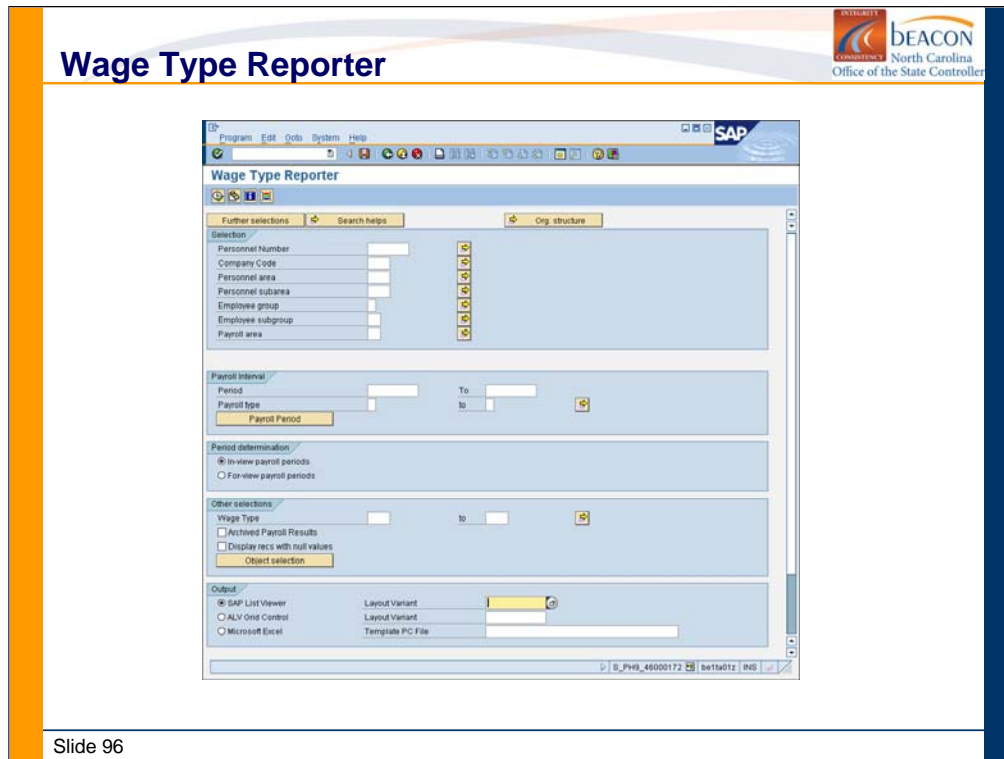 Wage Type Reporter
INTEGRITY
CONSISTENCY
bEACON
North Carolina
Office of the State Controller
Program Edit Goto System Help
SAP
Wage Type Reporter
Further selections Search helps Org. structure
Selection
Personnel Number
Company Code
Personnel area
Personnel subarea
Employee group
Employee subgroup
Payroll area
Payroll Interval
Period To
Payroll type to
Payroll Period
Period determination
In-view payroll periods
For-view payroll periods
Other selections
Wage Type to
Archived Payroll Results
Display recs with null values
Object selection
Output
SAP List Viewer Layout Variant
ALV Grid Control Layout Variant
Microsoft Excel Template PC File
S_PH9_46000172 be1ta01z INS
Slide 96